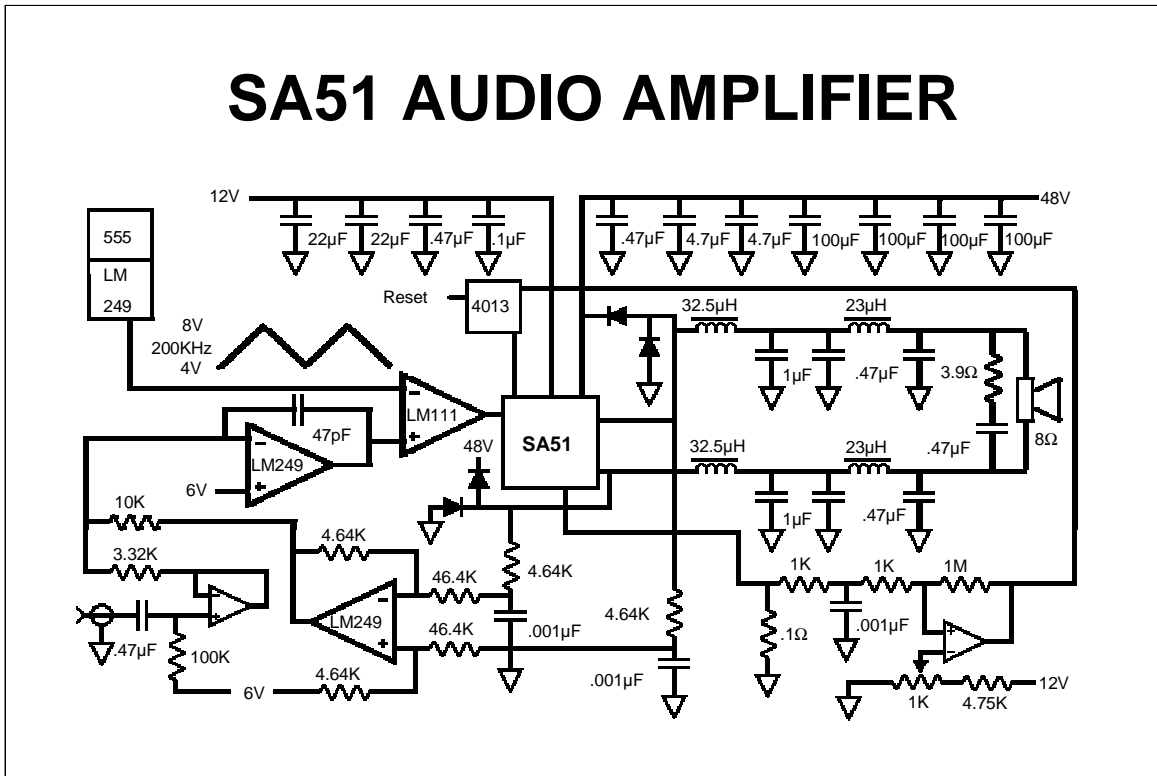 SA51 AUDIO AMPLIFIER
12V
48V
22µF
22µF
.47µF
.1µF
.47µF
4.7µF
4.7µF
100µF
100µF
100µF
100µF
555
LM
249
Reset
4013
32.5µH
23µH
8V
200KHz
4V
1µF
.47µF
3.9Ω
LM111
47pF
SA51
8Ω
.47µF
LM249
48V
32.5µH
23µH
6V
10K
1µF
.47µF
4.64K
3.32K
4.64K
1K
1K
1M
46.4K
4.64K
LM249
.001µF
.001µF
.1Ω
46.4K
.47µF
100K
4.64K
6V
.001µF
12V
1K
4.75K